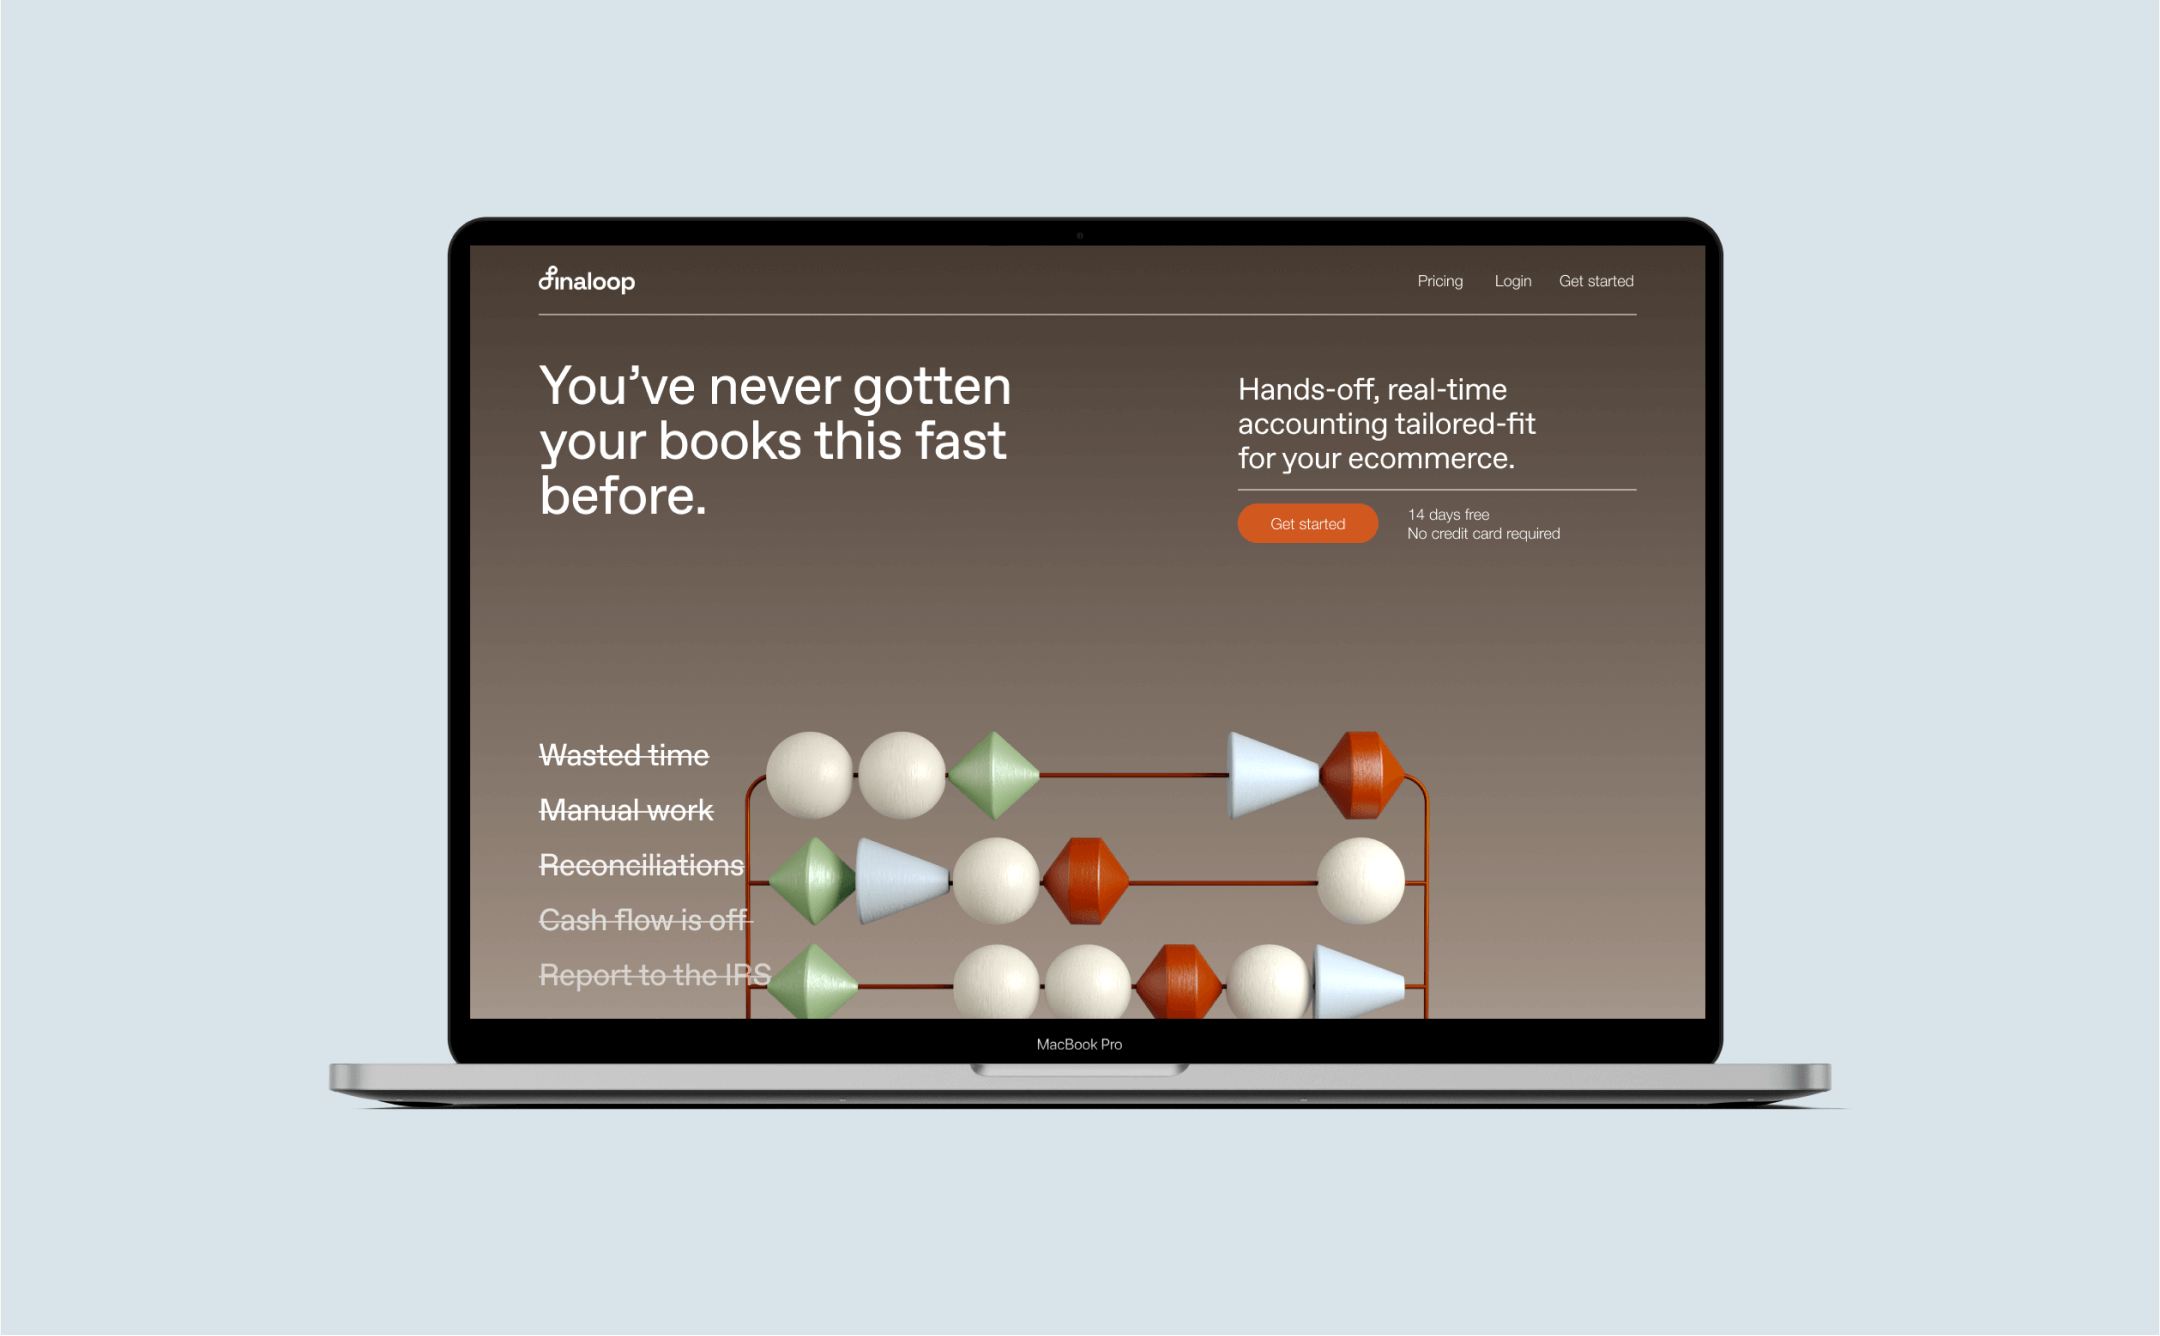 finaloop
Pricing Login Get started
You’ve never gotten
your books this fast
before.
Hands-off, real-time
accounting tailored-fit
for your ecommerce.
Get started
14 days free
No credit card required
Wasted time
Manual work
Reconciliations
Cash flow is off
Report to the IRS
MacBook Pro